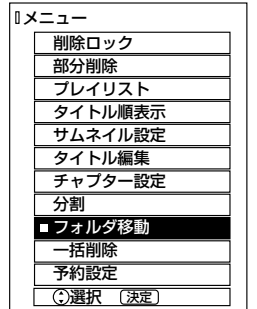 メニュー
削除ロック
部分削除
プレイリスト
タイトル順表示
サムネイル設定
タイトル編集
チャプター設定
分割
フォルダ移動
一括削除
予約設定
選択 決定